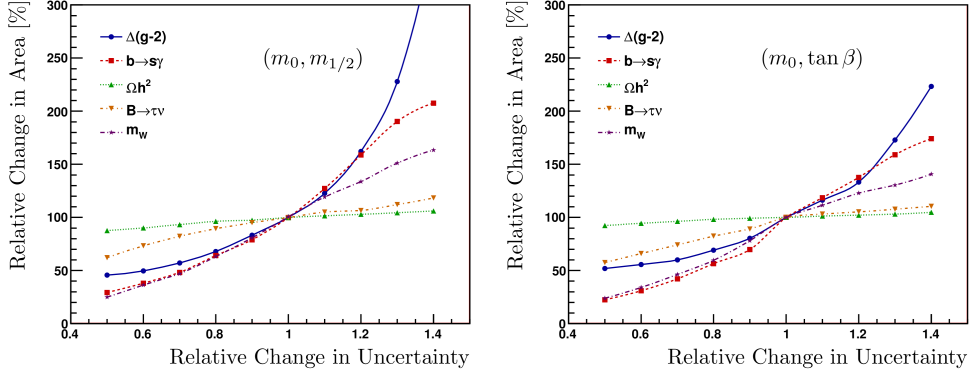 Relative Change in Area [%]
300
250
200
150
100
50
0
Δ(g-2)
b→sγ
Ωh²
B→τν
m_W
(m₀, m₁/₂)
0.4 0.6 0.8 1 1.2 1.4
Relative Change in Uncertainty
Relative Change in Area [%]
300
250
200
150
100
50
0
Δ(g-2)
b→sγ
Ωh²
B→τν
m_W
(m₀, tan β)
0.4 0.6 0.8 1 1.2 1.4
Relative Change in Uncertainty